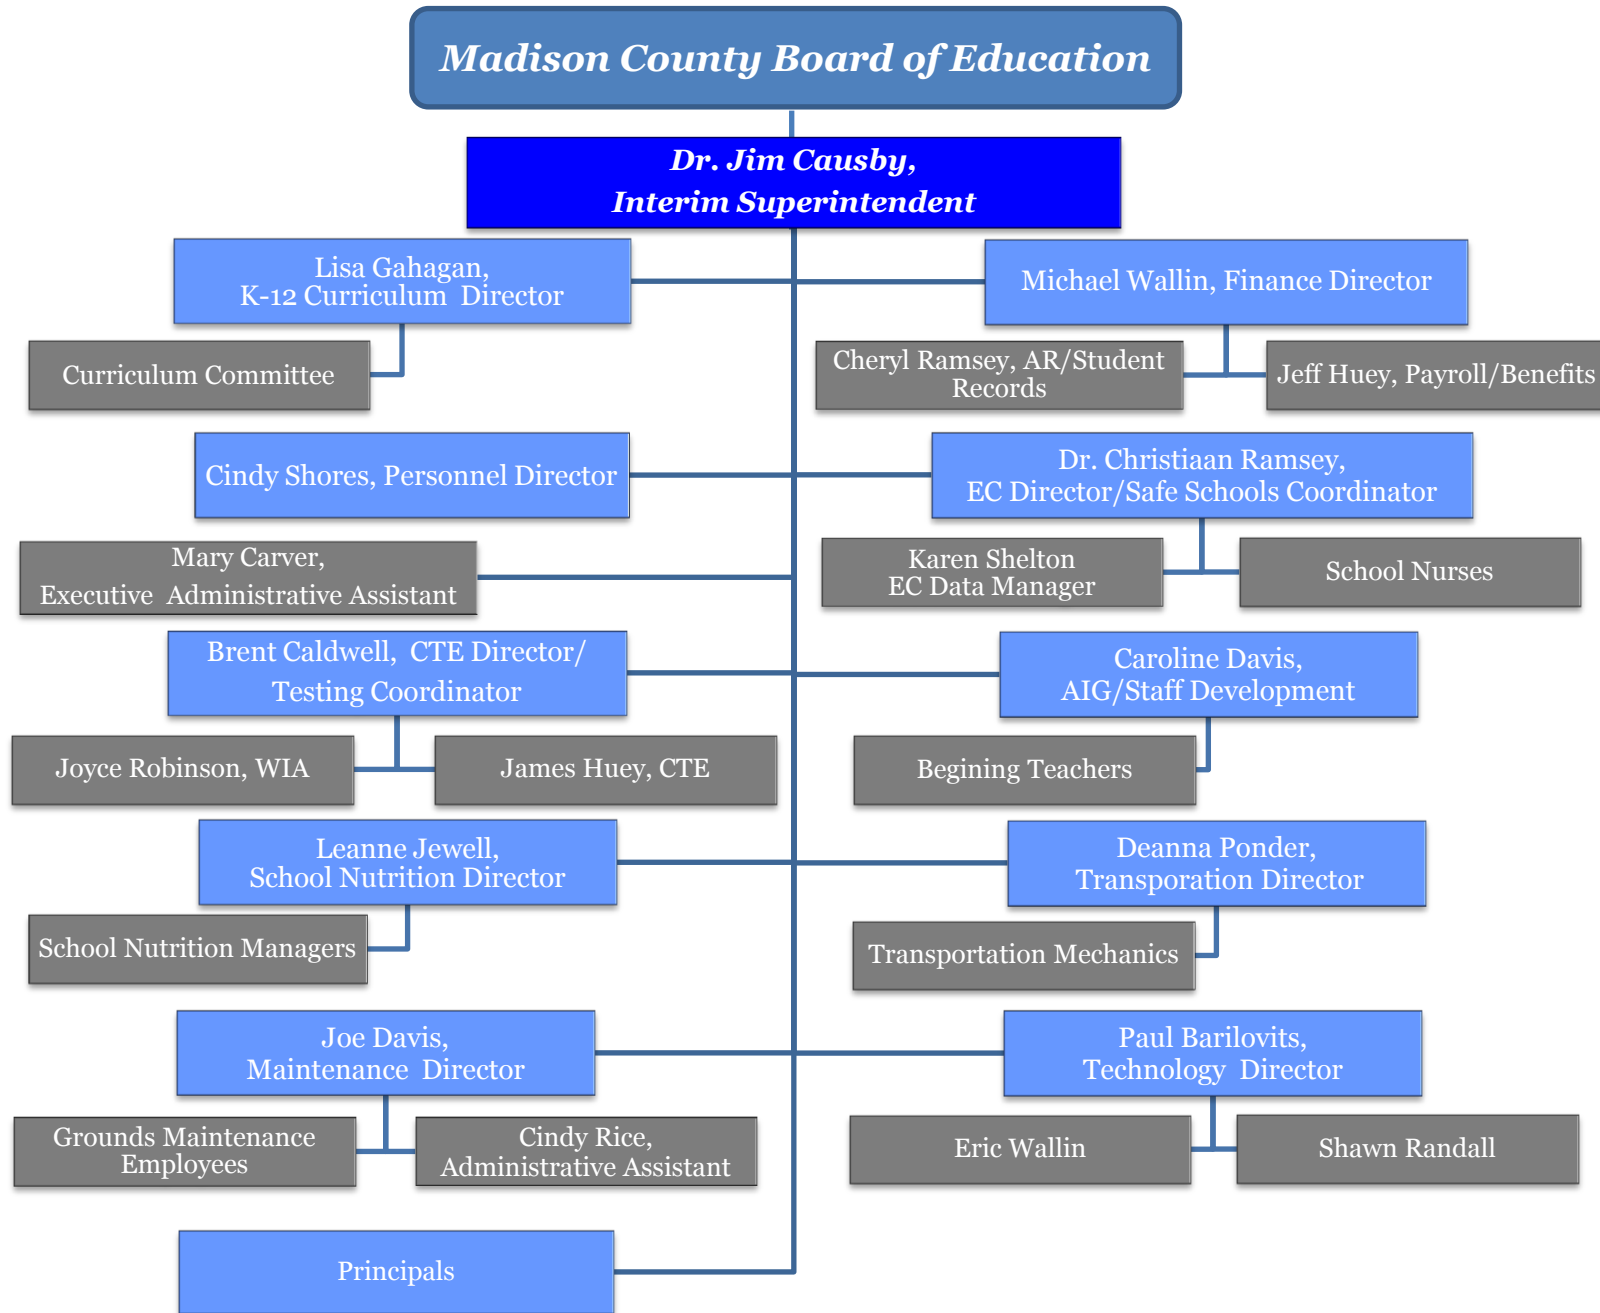 Madison County Board of Education
Dr. Jim Causby,
Interim Superintendent
Lisa Gahagan,
K-12 Curriculum Director
Michael Wallin, Finance Director
Curriculum Committee
Cheryl Ramsey, AR/Student
Records
Jeff Huey, Payroll/Benefits
Cindy Shores, Personnel Director
Dr. Christiaan Ramsey,
EC Director/Safe Schools Coordinator
Mary Carver,
Executive Administrative Assistant
Karen Shelton
EC Data Manager
School Nurses
Brent Caldwell, CTE Director/
Testing Coordinator
Caroline Davis,
AIG/Staff Development
Joyce Robinson, WIA
James Huey, CTE
Begining Teachers
Leanne Jewell,
School Nutrition Director
Deanna Ponder,
Transporation Director
School Nutrition Managers
Transportation Mechanics
Joe Davis,
Maintenance Director
Paul Barilovits,
Technology Director
Grounds Maintenance
Employees
Cindy Rice,
Administrative Assistant
Eric Wallin
Shawn Randall
Principals